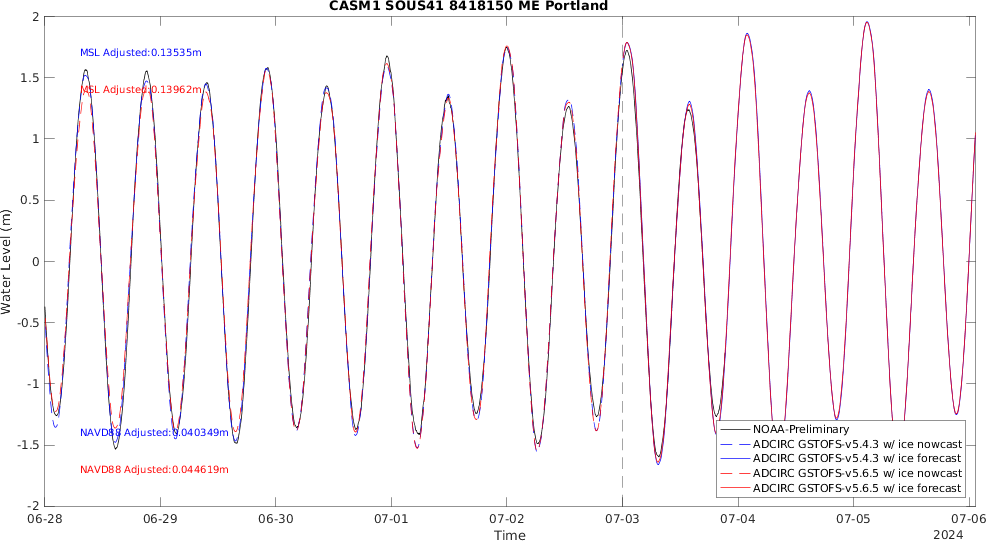 CASM1 SOUS41 8418150 ME Portland
2
1.5
1
0.5
0
-0.5
-1
-1.5
-2
Water Level (m)
MSL Adjusted:0.13535m
MSL Adjusted:0.13962m
NAVD88 Adjusted:0.040349m
NAVD88 Adjusted:0.044619m
NOAA-Preliminary
ADCIRC GSTOFS-v5.4.3 w/ ice nowcast
ADCIRC GSTOFS-v5.4.3 w/ ice forecast
ADCIRC GSTOFS-v5.6.5 w/ ice nowcast
ADCIRC GSTOFS-v5.6.5 w/ ice forecast
06-28 06-29 06-30 07-01 07-02 07-03 07-04 07-05 07-06
Time
2024